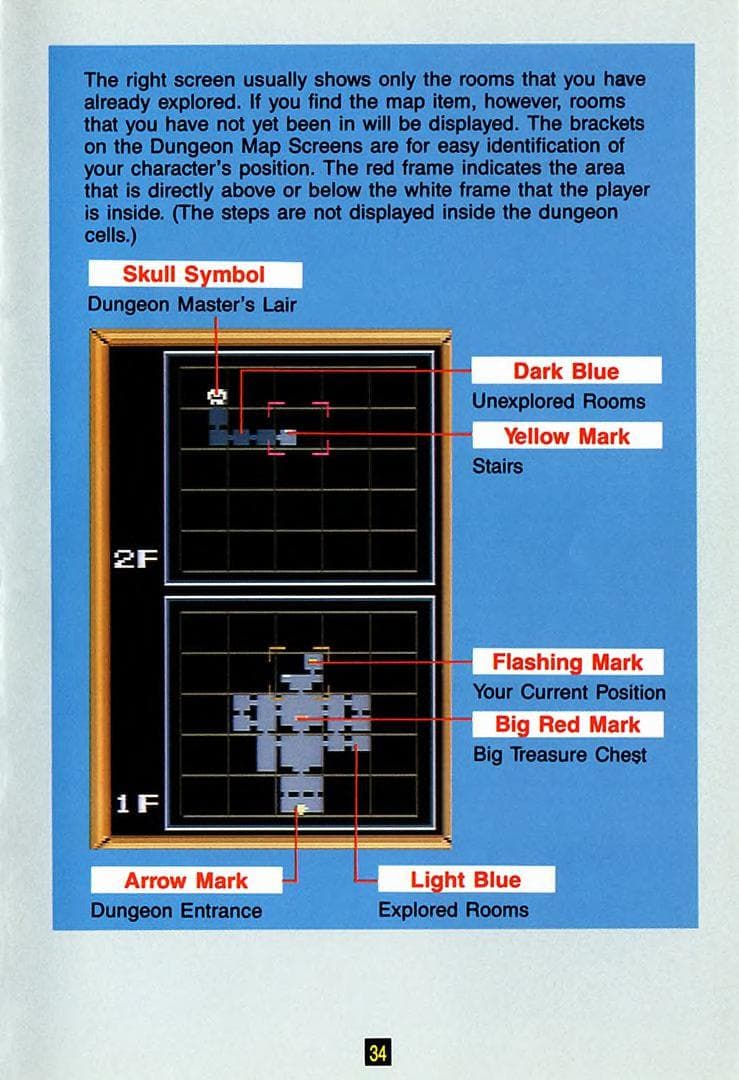 The right screen usually shows only the rooms that you have
already explored. If you find the map item, however, rooms
that you have not yet been in will be displayed. The brackets
on the Dungeon Map Screens are for easy identification of
your character's position. The red frame indicates the area
that is directly above or below the white frame that the player
is inside. (The steps are not displayed inside the dungeon
cells.)
Skull Symbol
Dungeon Master's Lair
Dark Blue
Unexplored Rooms
Yellow Mark
Stairs
2F
Flashing Mark
Your Current Position
Big Red Mark
Big Treasure Chest
1F
Arrow Mark
Dungeon Entrance
Light Blue
Explored Rooms
34